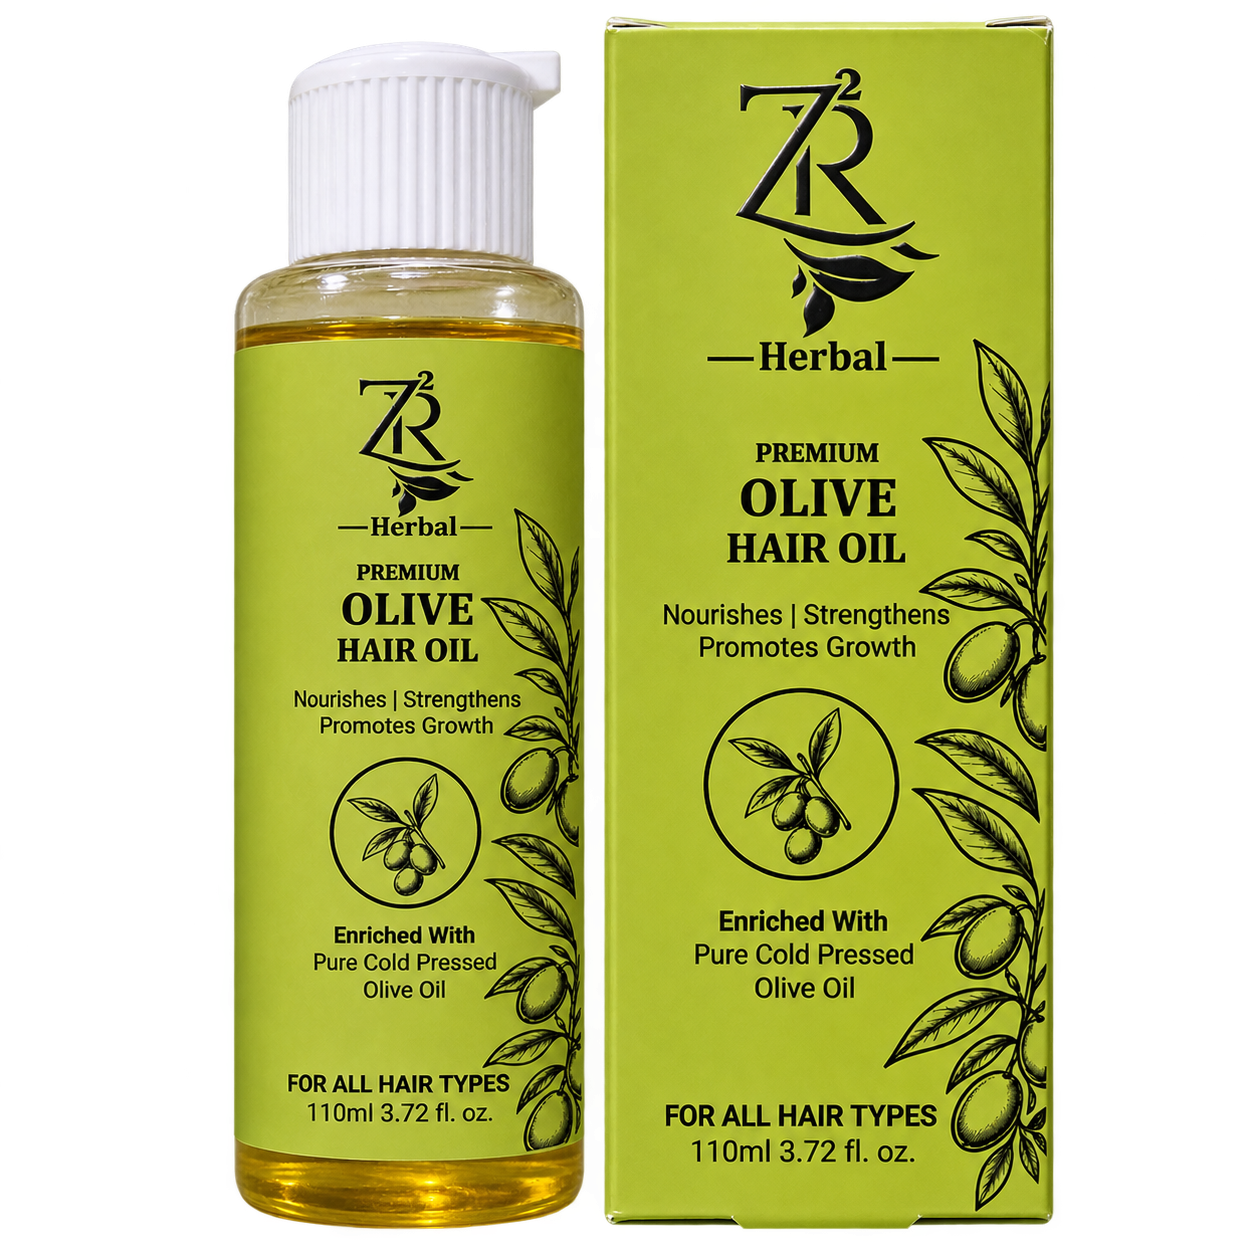 ZR2
Herbal
PREMIUM
OLIVE
HAIR OIL
Nourishes | Strengthens
Promotes Growth
Enriched With
Pure Cold Pressed
Olive Oil
FOR ALL HAIR TYPES
110ml 3.72 fl. oz.
ZR2
Herbal
PREMIUM
OLIVE
HAIR OIL
Nourishes | Strengthens
Promotes Growth
Enriched With
Pure Cold Pressed
Olive Oil
FOR ALL HAIR TYPES
110ml 3.72 fl. oz.